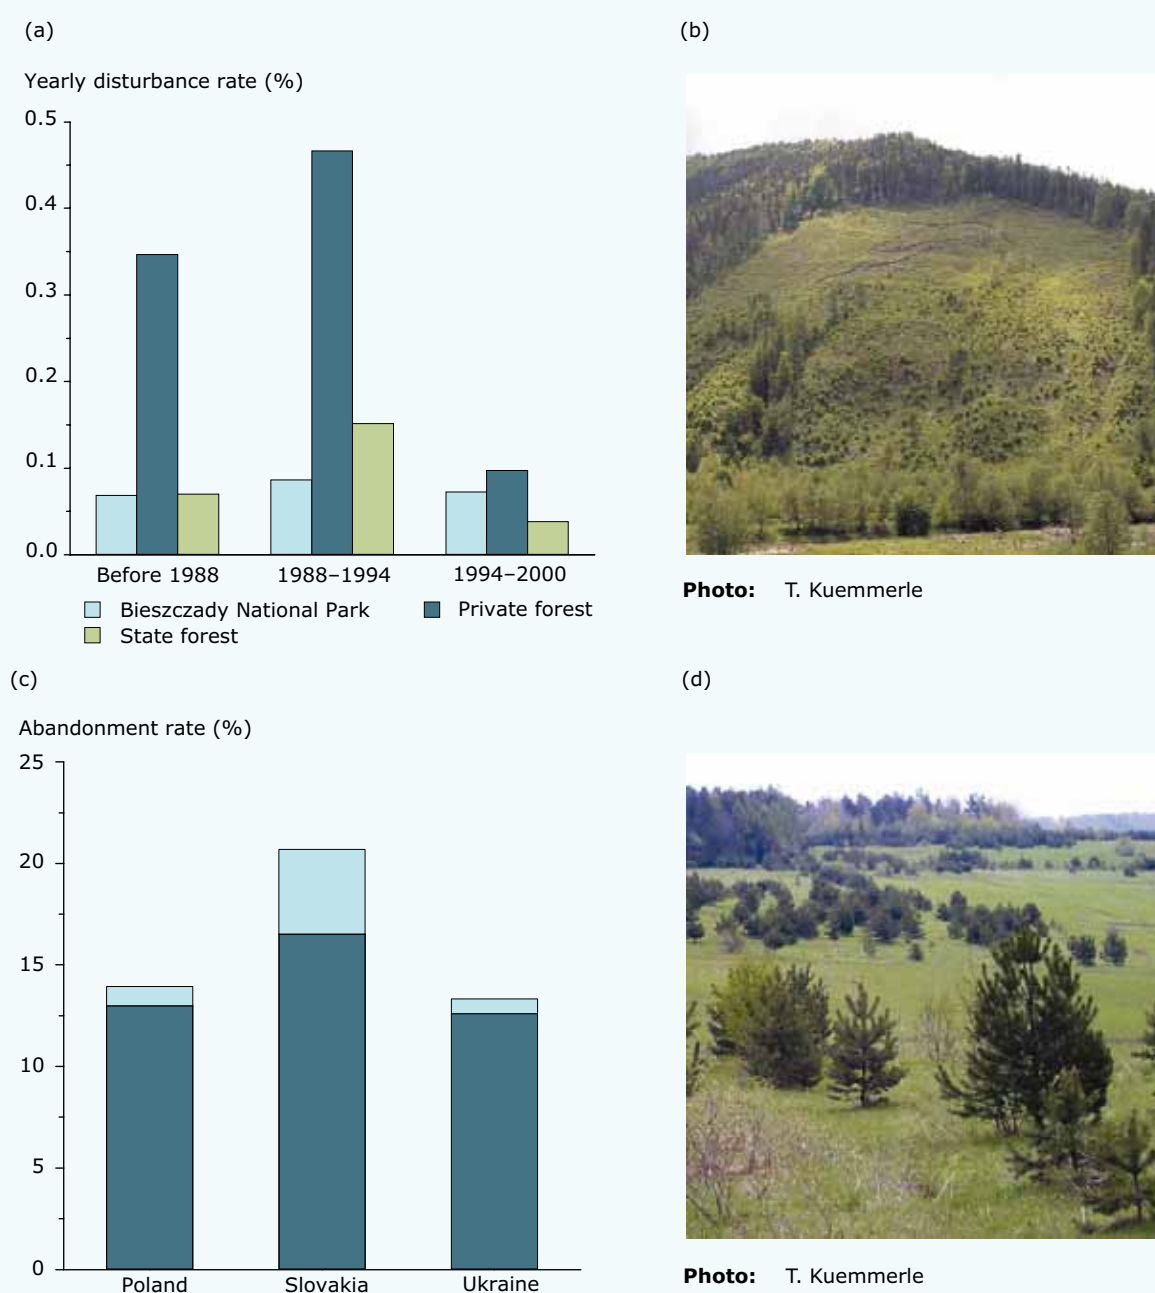 (a)
Yearly disturbance rate (%)
0.5
0.4
0.3
0.2
0.1
0.0
Before 1988 1988–1994 1994–2000
Bieszczady National Park Private forest
State forest
(b)
Photo: T. Kuemmerle
(c)
Abandonment rate (%)
25
20
15
10
5
0
Poland Slovakia Ukraine
(d)
Photo: T. Kuemmerle